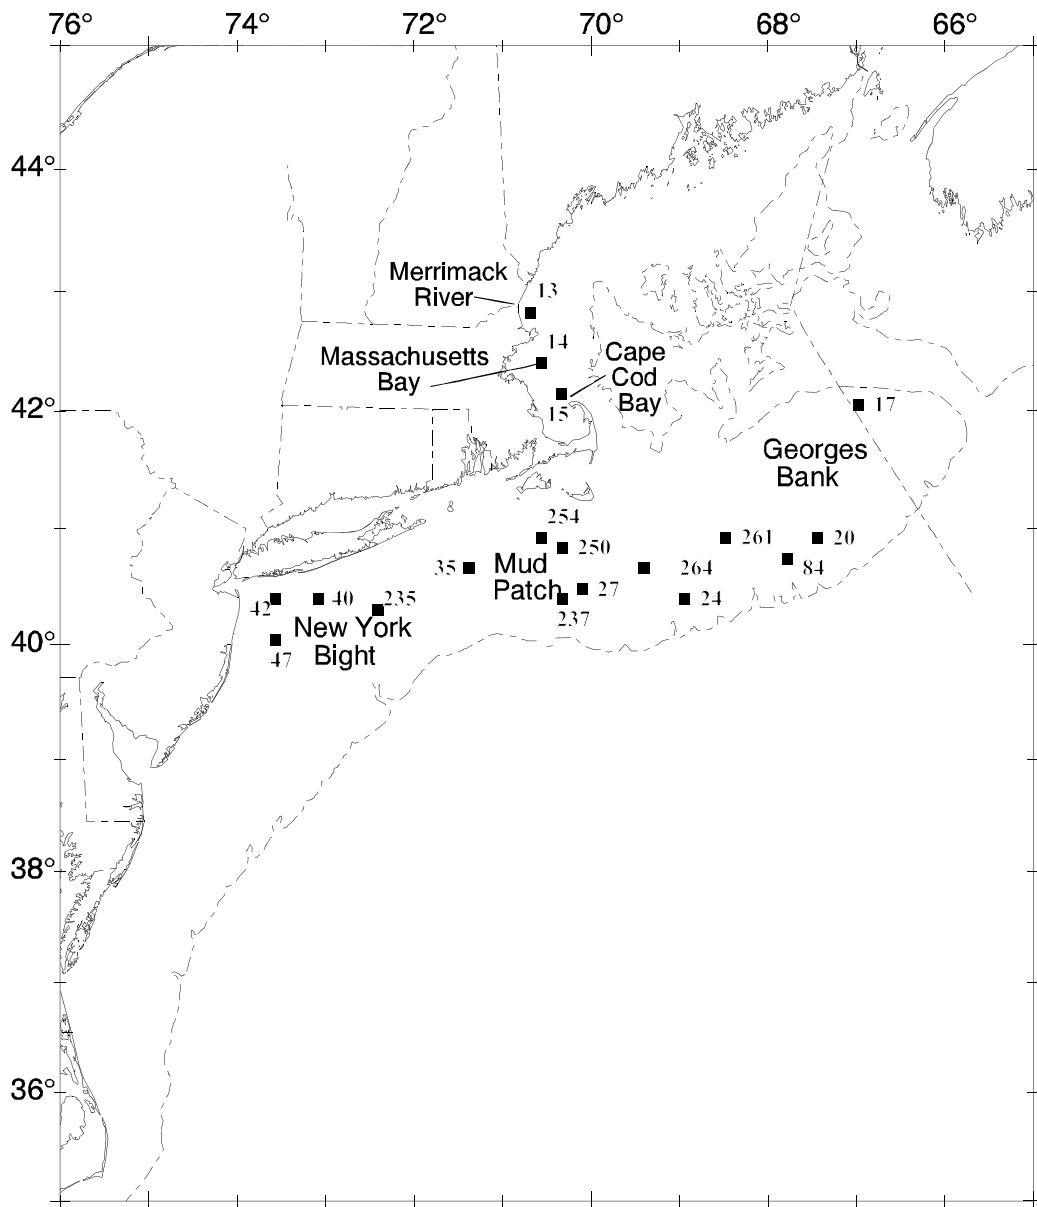 76° 74° 72° 70° 68° 66°
44°
Merrimack
River
13
14
Massachusetts
Bay
Cape
Cod
Bay
15
17
42°
Georges
Bank
254
250
261
20
35
Mud
Patch
264
84
27
24
237
42
40
235
New York
Bight
47
40°
38°
36°